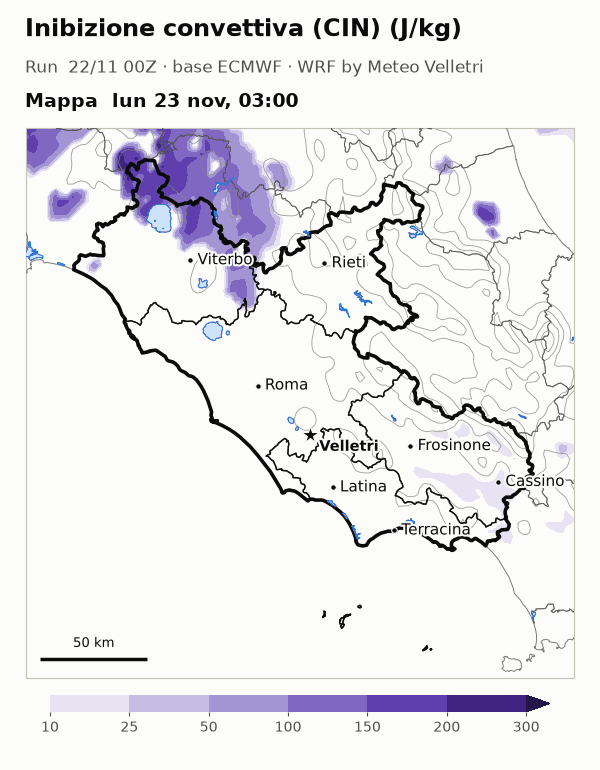 Inibizione convettiva (CIN) (J/kg)
Run  22/11 00Z · base ECMWF · WRF by Meteo Velletri
Mappa  lun 23 nov, 03:00
Viterbo
Rieti
Roma
Velletri
Frosinone
Cassino
Latina
Terracina
50 km
10 25 50 100 150 200 300